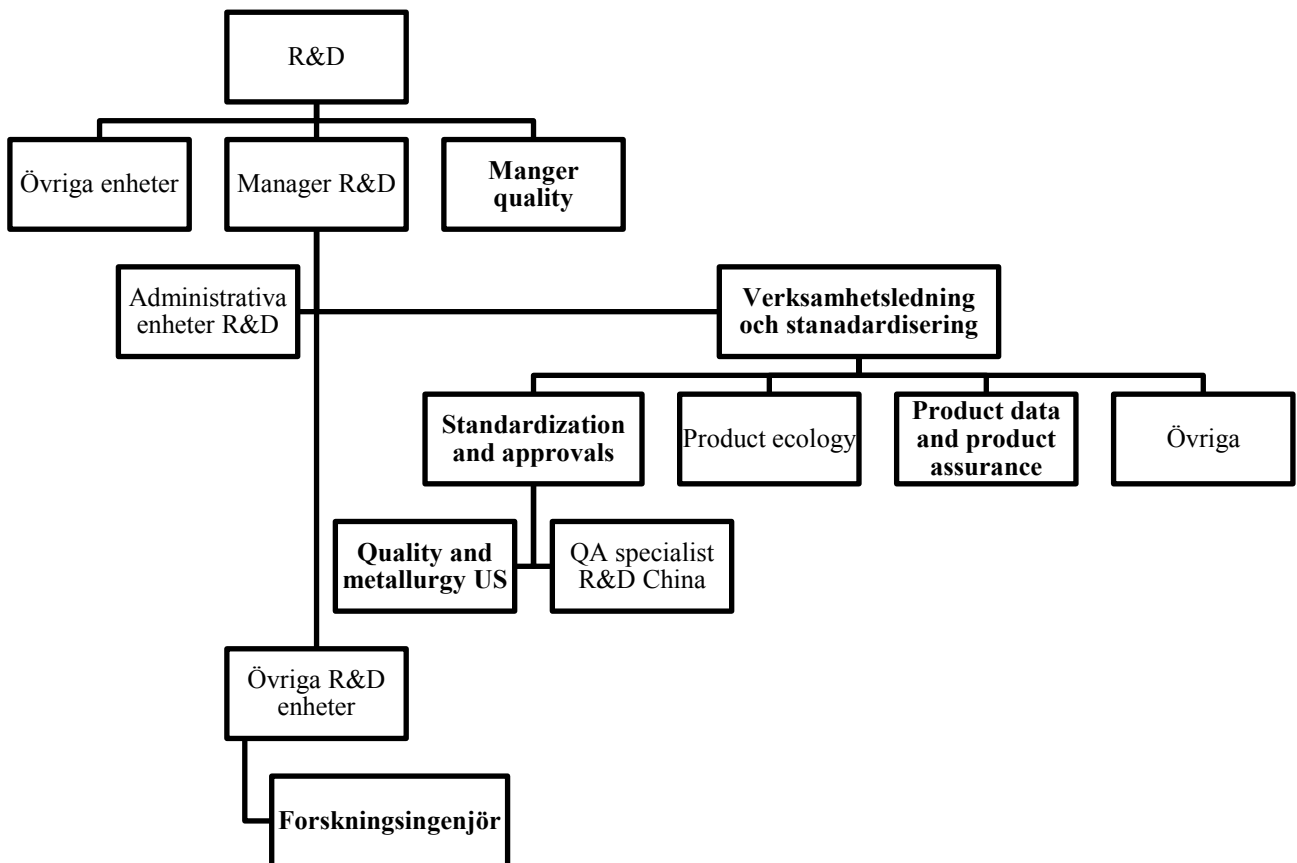 R&D
Övriga enheter
Manager R&D
Manger
quality
Administrativa
enheter R&D
Verksamhetsledning
och stanadardisering
Standardization
and approvals
Product ecology
Product data
and product
assurance
Övriga
Quality and
metallurgy US
QA specialist
R&D China
Övriga R&D
enheter
Forskningsingenjör